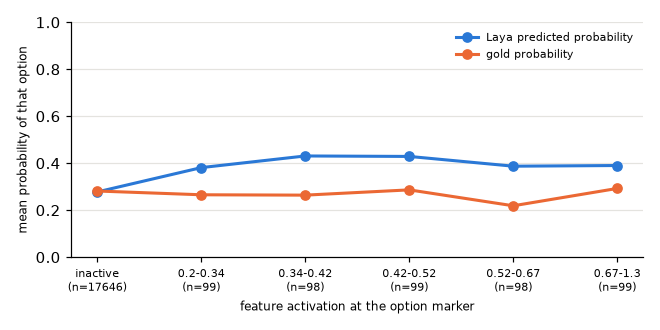 1.0
0.8
0.6
0.4
0.2
0.0
mean probability of that option
Laya predicted probability
gold probability
inactive
(n=17646)
0.2-0.34
(n=99)
0.34-0.42
(n=98)
0.42-0.52
(n=99)
0.52-0.67
(n=98)
0.67-1.3
(n=99)
feature activation at the option marker